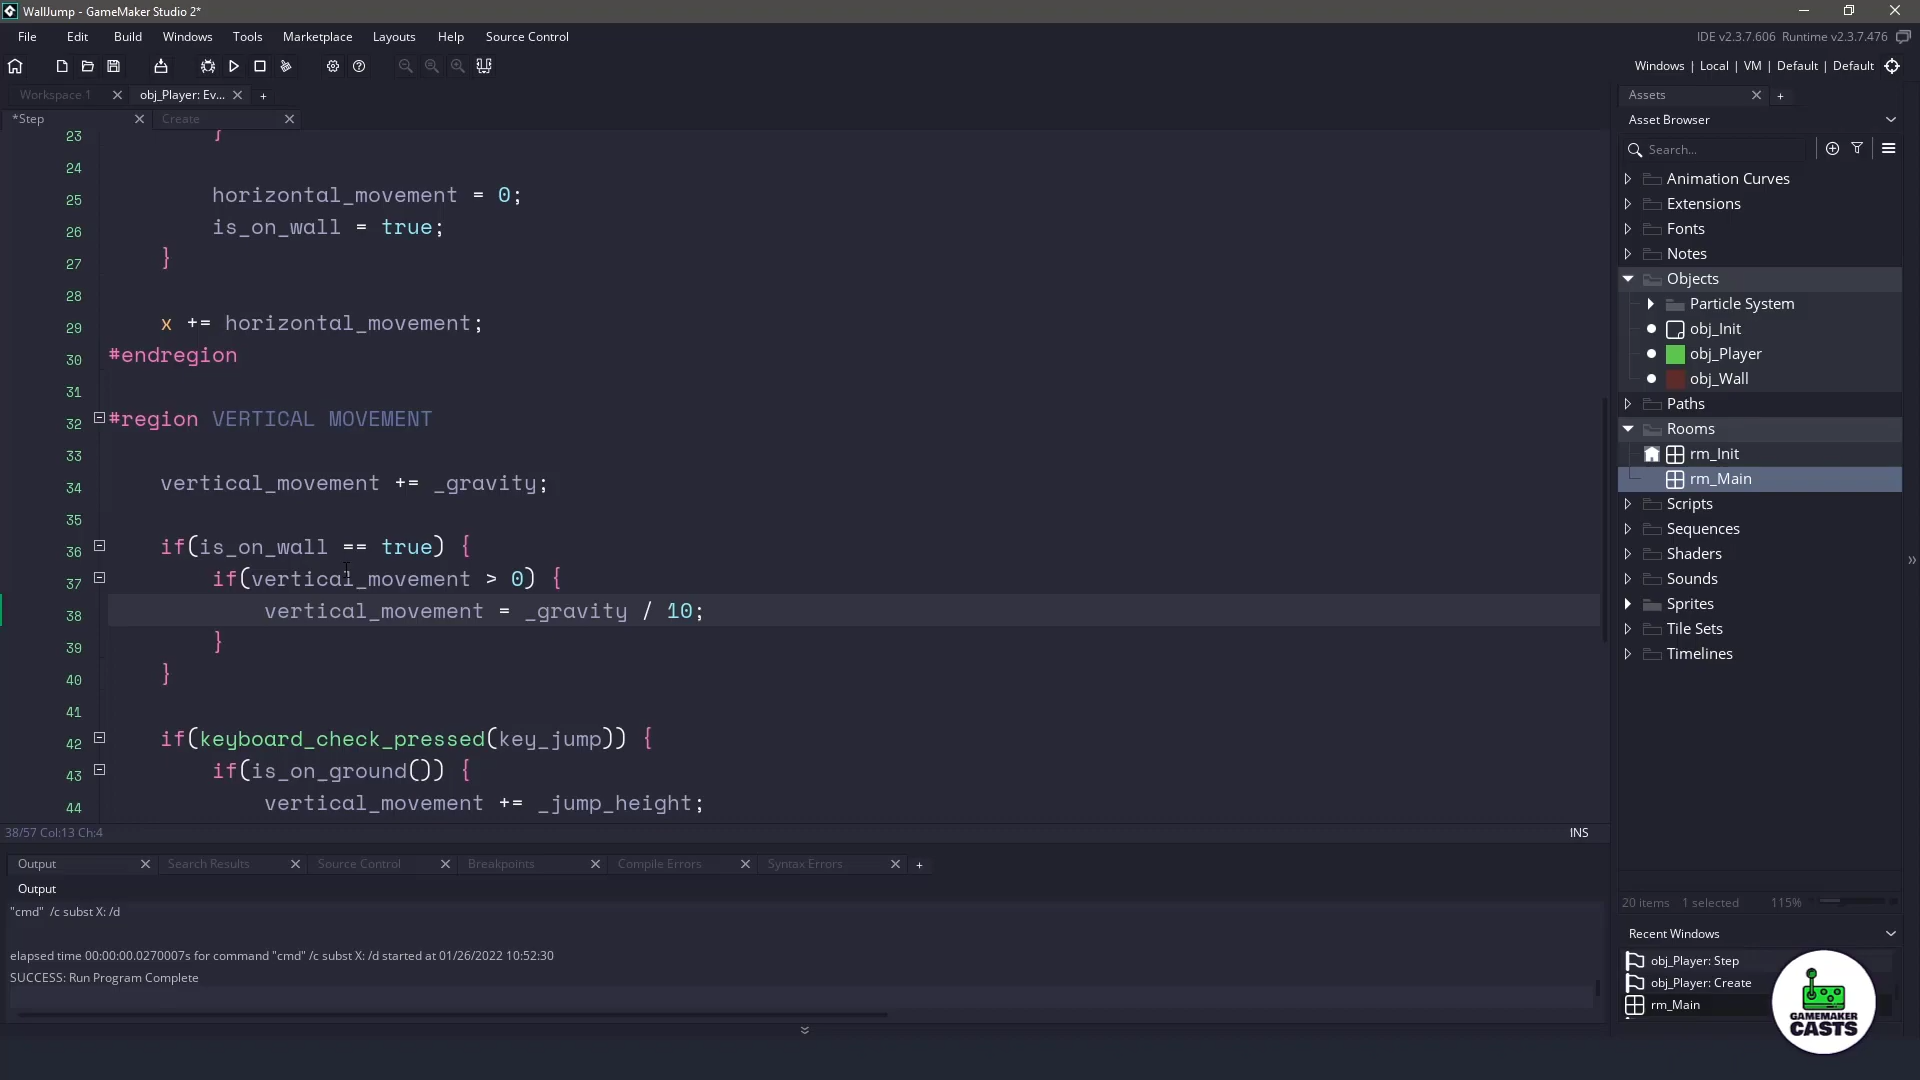 WallJump - GameMaker Studio 2*
File Edit Build Windows Tools Marketplace Layouts Help Source Control
IDE v2.3.7.606 Runtime v2.3.7.476
Windows | Local | VM | Default | Default
Workspace 1
obj_Player: Ev...
Assets
*Step
Create
Asset Browser
Search...
23 }
24
25 horizontal_movement = 0;
26 is_on_wall = true;
27 }
28
29 x += horizontal_movement;
30 #endregion
31
32 #region VERTICAL MOVEMENT
33
34 vertical_movement += _gravity;
35
36 if(is_on_wall == true) {
37 if(vertical_movement > 0) {
38 vertical_movement = _gravity / 10;
39 }
40 }
41
42 if(keyboard_check_pressed(key_jump)) {
43 if(is_on_ground()) {
44 vertical_movement += _jump_height;
38/57 Col:13 Ch:4
INS
Animation Curves
Extensions
Fonts
Notes
Objects
Particle System
obj_Init
obj_Player
obj_Wall
Paths
Rooms
rm_Init
rm_Main
Scripts
Sequences
Shaders
Sounds
Sprites
Tile Sets
Timelines
20 items 1 selected 115%
Recent Windows
obj_Player: Step
obj_Player: Create
rm_Main
GAMEMAKER
CASTS
Output
Search Results
Source Control
Breakpoints
Compile Errors
Syntax Errors
Output
"cmd" /c subst X: /d
elapsed time 00:00:00.0270007s for command "cmd" /c subst X: /d started at 01/26/2022 10:52:30
SUCCESS: Run Program Complete